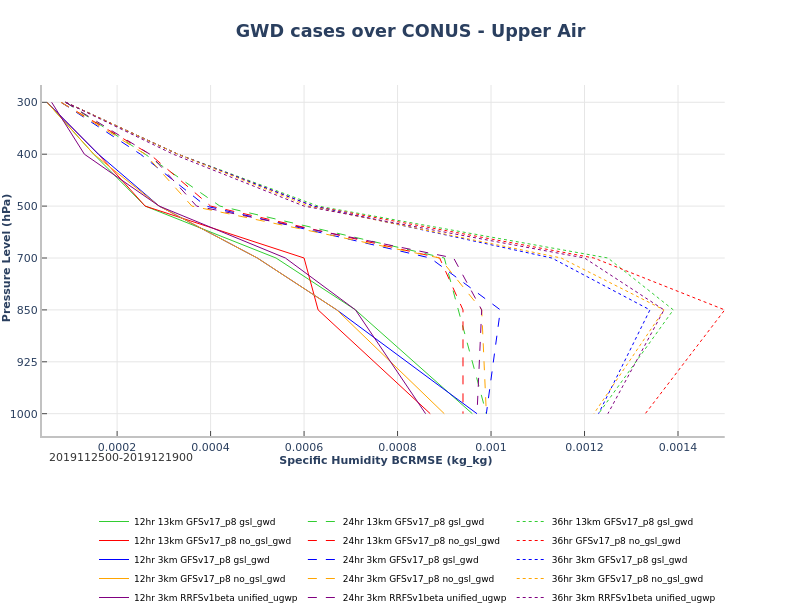 GWD cases over CONUS - Upper Air
300
400
500
700
850
925
1000
Pressure Level (hPa)
0.0002
0.0004
0.0006
0.0008
0.001
0.0012
0.0014
2019112500-2019121900
Specific Humidity BCRMSE (kg_kg)
12hr 13km GFSv17_p8 gsl_gwd
24hr 13km GFSv17_p8 gsl_gwd
36hr 13km GFSv17_p8 gsl_gwd
12hr 13km GFSv17_p8 no_gsl_gwd
24hr 13km GFSv17_p8 no_gsl_gwd
36hr GFSv17_p8 no_gsl_gwd
12hr 3km GFSv17_p8 gsl_gwd
24hr 3km GFSv17_p8 gsl_gwd
36hr 3km GFSv17_p8 gsl_gwd
12hr 3km GFSv17_p8 no_gsl_gwd
24hr 3km GFSv17_p8 no_gsl_gwd
36hr 3km GFSv17_p8 no_gsl_gwd
12hr 3km RRFSv1beta unified_ugwp
24hr 3km RRFSv1beta unified_ugwp
36hr 3km RRFSv1beta unified_ugwp